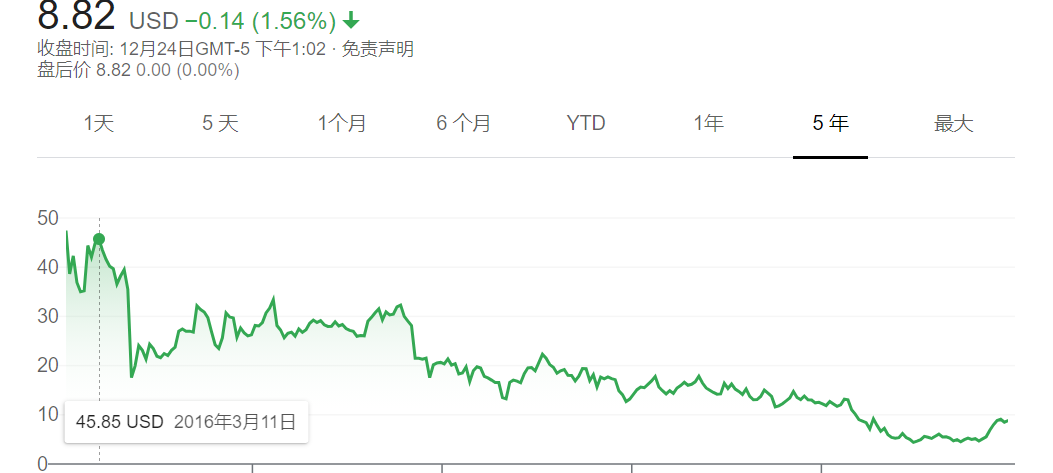 8.82 USD −0.14 (1.56%)
收盘时间: 12月24日GMT-5 下午1:02 · 免责声明
盘后价 8.82 0.00 (0.00%)
1天 5 天 1个月 6 个月 YTD 1年 5 年 最大
50
40
30
20
10
45.85 USD 2016年3月11日
0